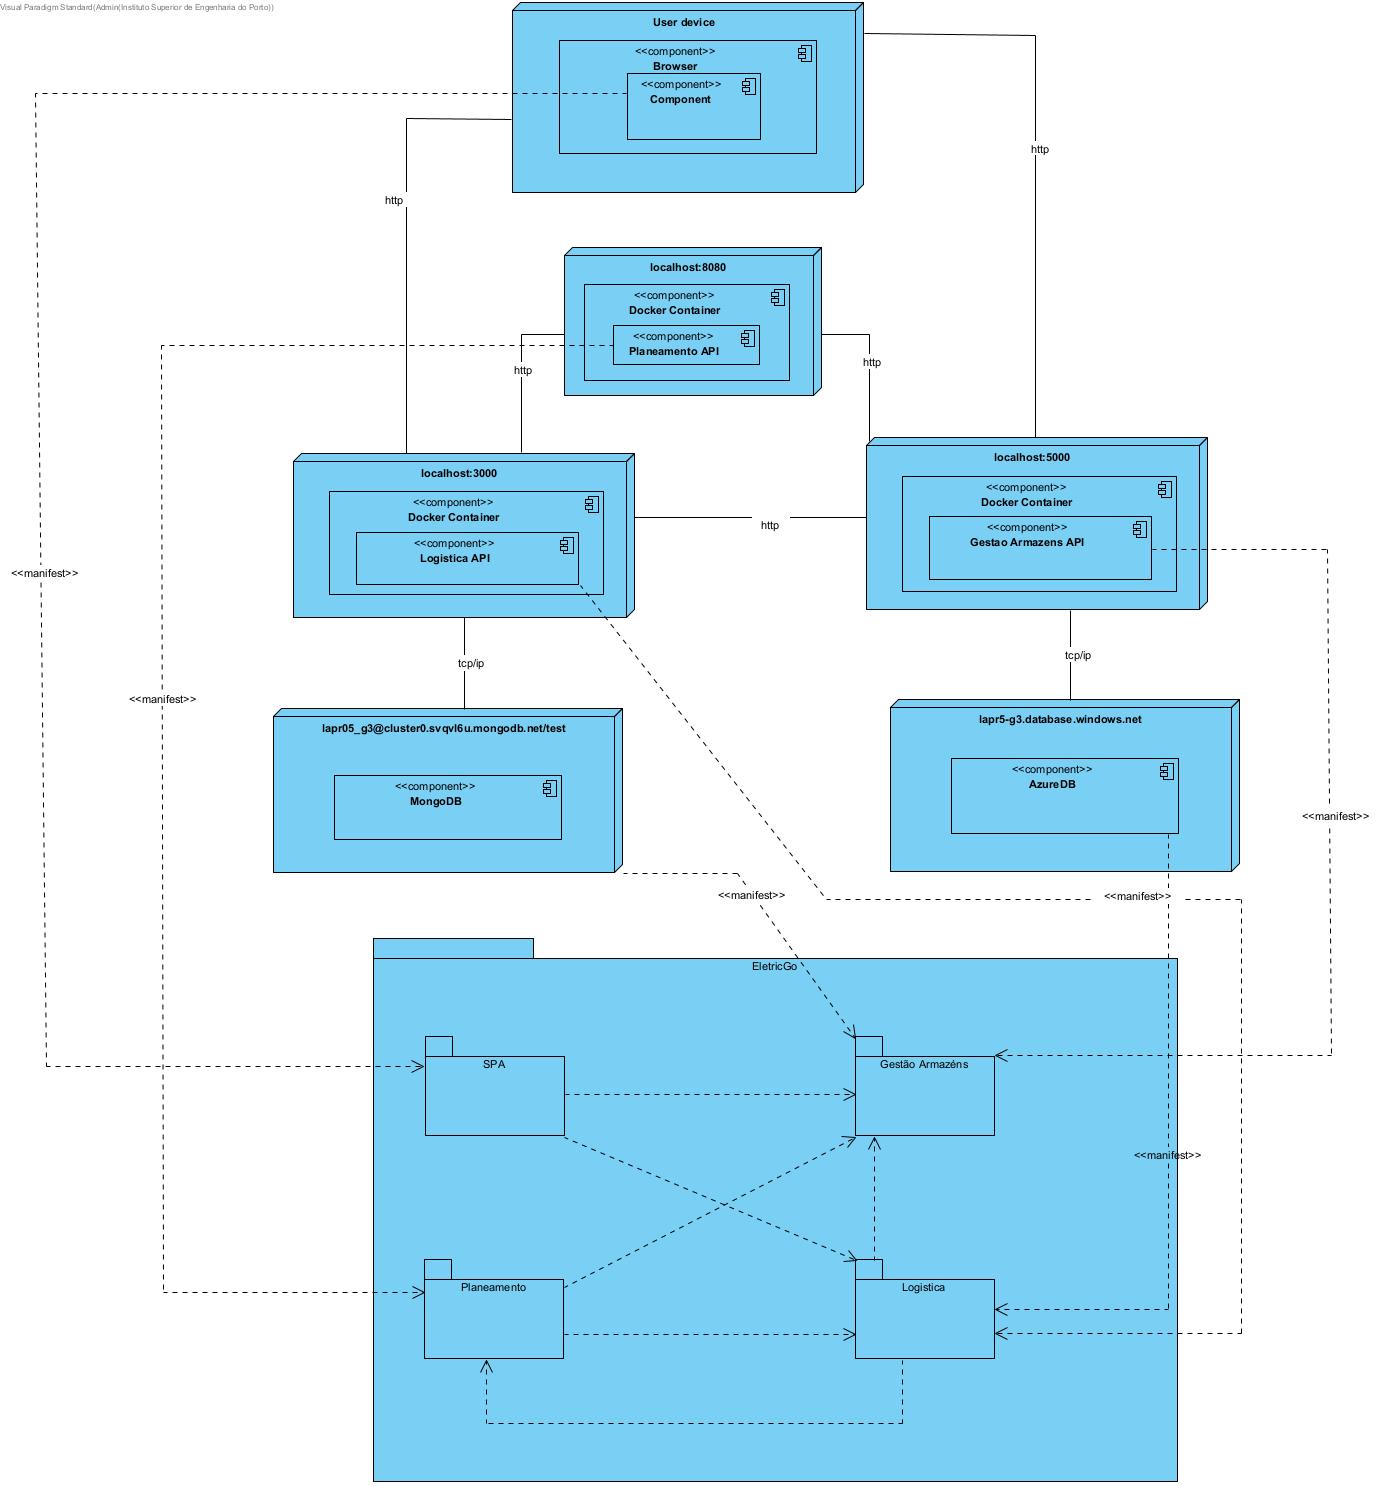 Visual Paradigm Standard(Admin(Instituto Superior de Engenharia do Porto))
User device
<<component>>
Browser
<<component>>
Component
http
http
localhost:8080
<<component>>
Docker Container
<<component>>
Planeamento API
http
http
localhost:3000
<<component>>
Docker Container
<<component>>
Logistica API
http
localhost:5000
<<component>>
Docker Container
<<component>>
Gestao Armazens API
<<manifest>>
tcp/ip
tcp/ip
<<manifest>>
lapr05_g3@cluster0.svqvl6u.mongodb.net/test
<<component>>
MongoDB
lapr5-g3.database.windows.net
<<component>>
AzureDB
<<manifest>>
<<manifest>>
<<manifest>>
EletricGo
SPA
Gestão Armazéns
<<manifest>>
Planeamento
Logistica